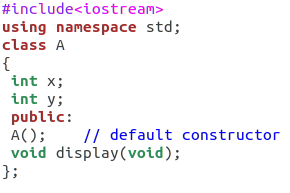 #include<iostream>
using namespace std;
class A
{
 int x;
 int y;
 public:
 A();    // default constructor
 void display(void);
};